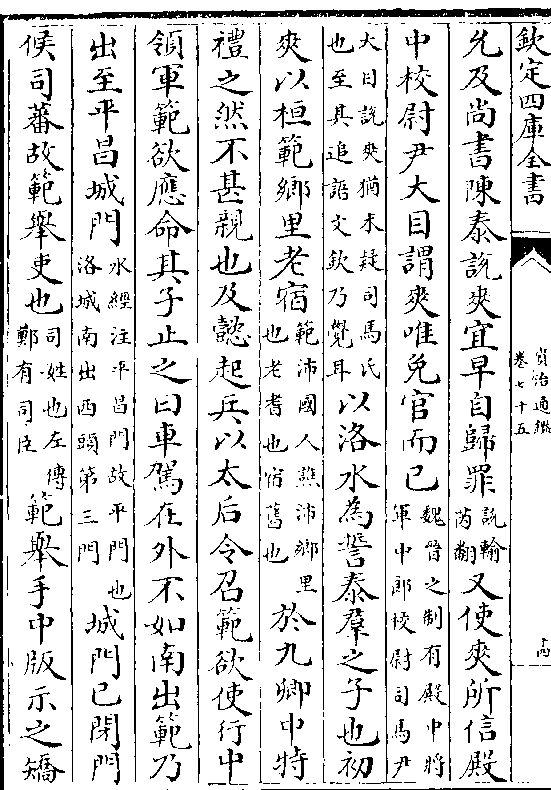 欽定四庫全書
資治通鑑
卷七十五
允及尚書陳泰說爽宜早自歸罪說輸芮翻又使爽所信殿
中校尉尹大目謂爽唯免官而已魏晉之制有殿中將軍中郎校尉司馬尹
大目說爽猶未疑司馬氏也至其追語文欽乃覺耳以洛水為誓泰羣之子也初
爽以桓範鄉里老宿範沛國人譙沛鄉里也老耆也宿舊也於九卿中特
禮之然不甚親也及懿起兵以太后令召範欲使行中
領軍範欲應命其子止之曰車駕在外不如南出範乃
出至平昌城門水經注平昌門故平門也洛城南出西頭第三門城門已閉門
候司蕃故範舉吏也司姓也左傳鄭有司臣範舉手中版示之矯